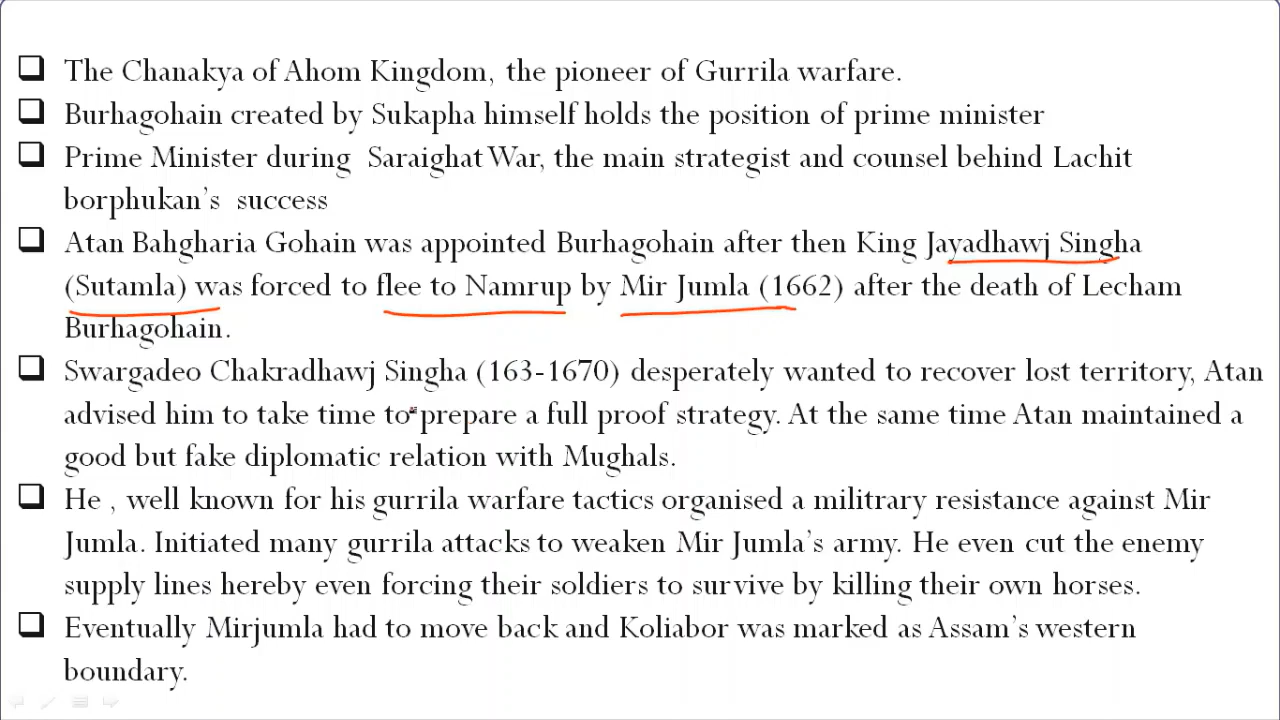 The Chanakya of Ahom Kingdom, the pioneer of Gurrila warfare.
Burhagohain created by Sukapha himself holds the position of prime minister
Prime Minister during Saraighat War, the main strategist and counsel behind Lachit
borphukan's success
Atan Bahgharia Gohain was appointed Burhagohain after then King Jayadhawj Singha
(Sutamla) was forced to flee to Namrup by Mir Jumla (1662) after the death of Lecham
Burhagohain.
Swargadeo Chakradhawj Singha (163-1670) desperately wanted to recover lost territory, Atan
advised him to take time to prepare a full proof strategy. At the same time Atan maintained a
good but fake diplomatic relation with Mughals.
He , well known for his gurrila warfare tactics organised a militrary resistance against Mir
Jumla. Initiated many gurrila attacks to weaken Mir Jumla's army. He even cut the enemy
supply lines hereby even forcing their soldiers to survive by killing their own horses.
Eventually Mirjumla had to move back and Koliabor was marked as Assam's western
boundary.